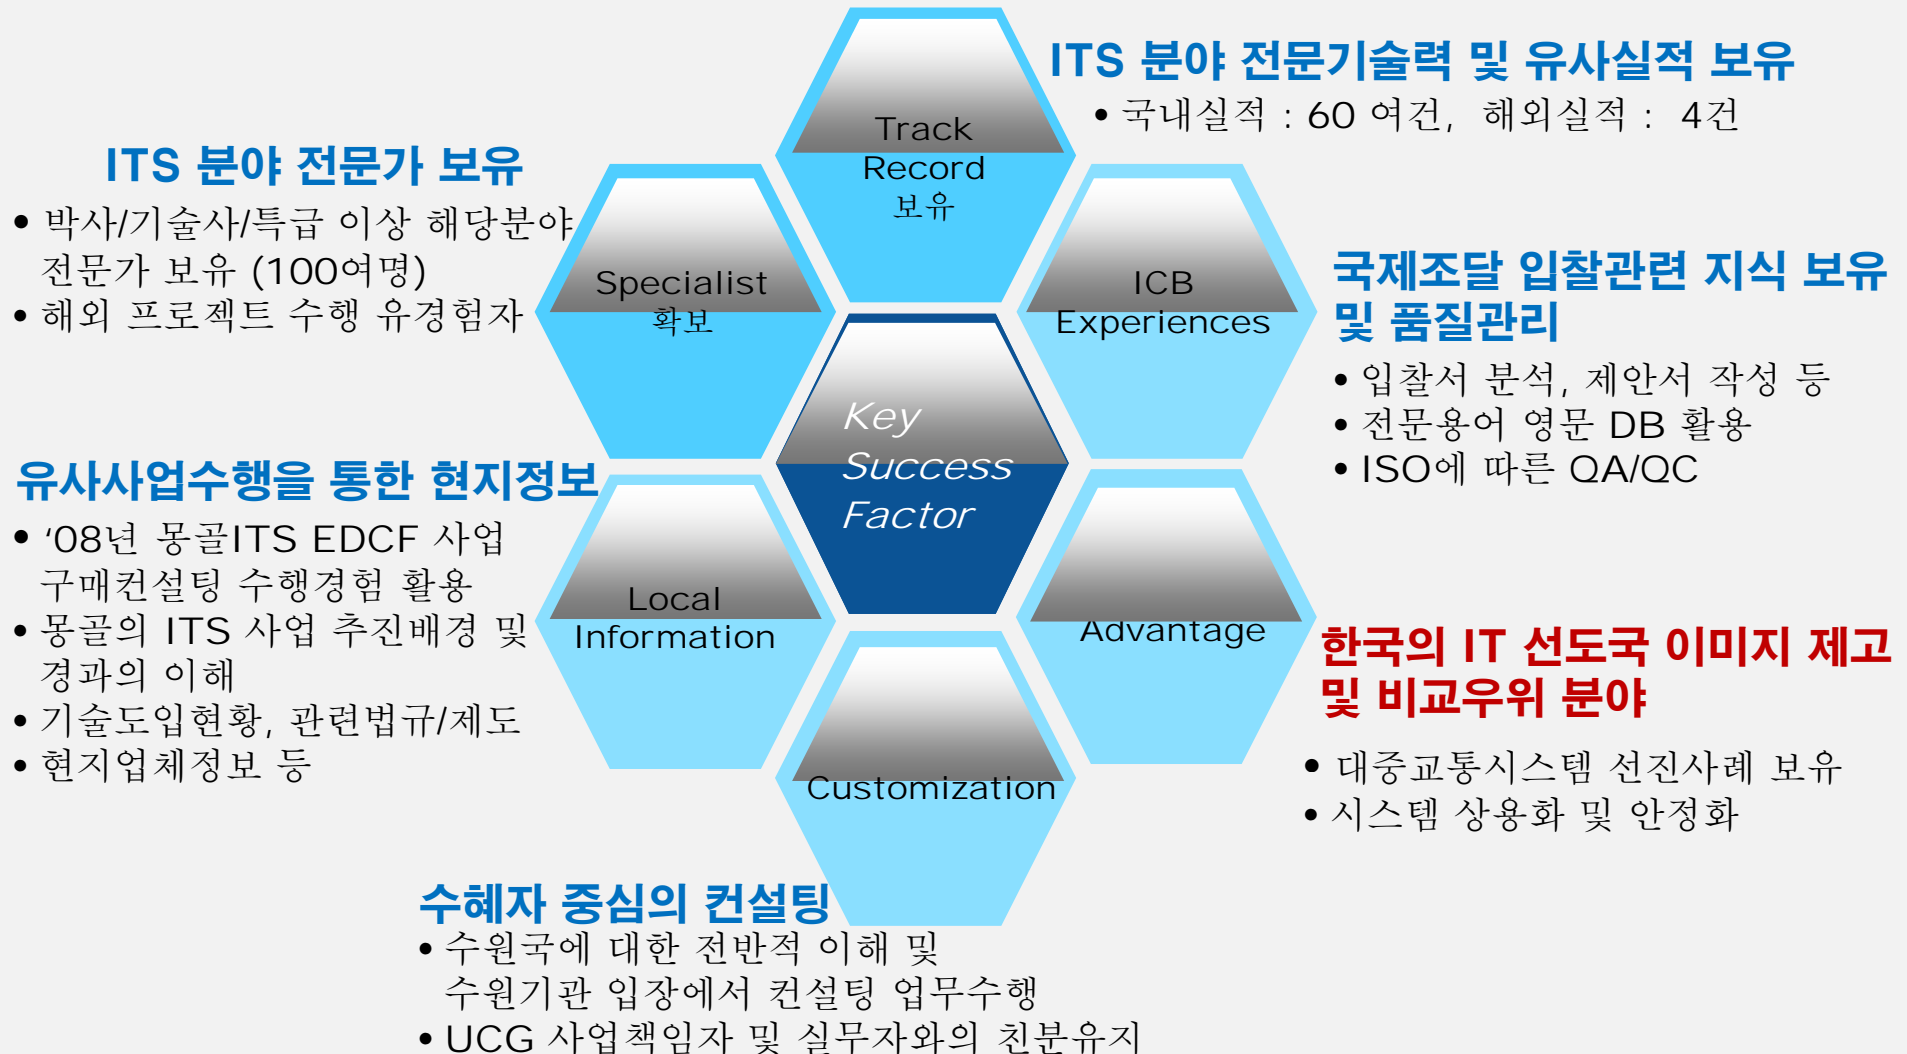 Track
Record
보유
ITS 분야 전문기술력 및 유사실적 보유
• 국내실적 : 60 여건, 해외실적 : 4건
ITS 분야 전문가 보유
• 박사/기술사/특급 이상 해당분야
전문가 보유 (100여명)
• 해외 프로젝트 수행 유경험자
Specialist
확보
ICB
Experiences
국제조달 입찰관련 지식 보유
및 품질관리
• 입찰서 분석, 제안서 작성 등
• 전문용어 영문 DB 활용
• ISO에 따른 QA/QC
Key
Success
Factor
유사사업수행을 통한 현지정보
• ‘08년 몽골ITS EDCF 사업
구매컨설팅 수행경험 활용
• 몽골의 ITS 사업 추진배경 및
경과의 이해
• 기술도입현황, 관련법규/제도
• 현지업체정보 등
Local
Information
Advantage
한국의 IT 선도국 이미지 제고
및 비교우위 분야
• 대중교통시스템 선진사례 보유
• 시스템 상용화 및 안정화
Customization
수혜자 중심의 컨설팅
• 수원국에 대한 전반적 이해 및
수원기관 입장에서 컨설팅 업무수행
• UCG 사업책임자 및 실무자와의 친분유지